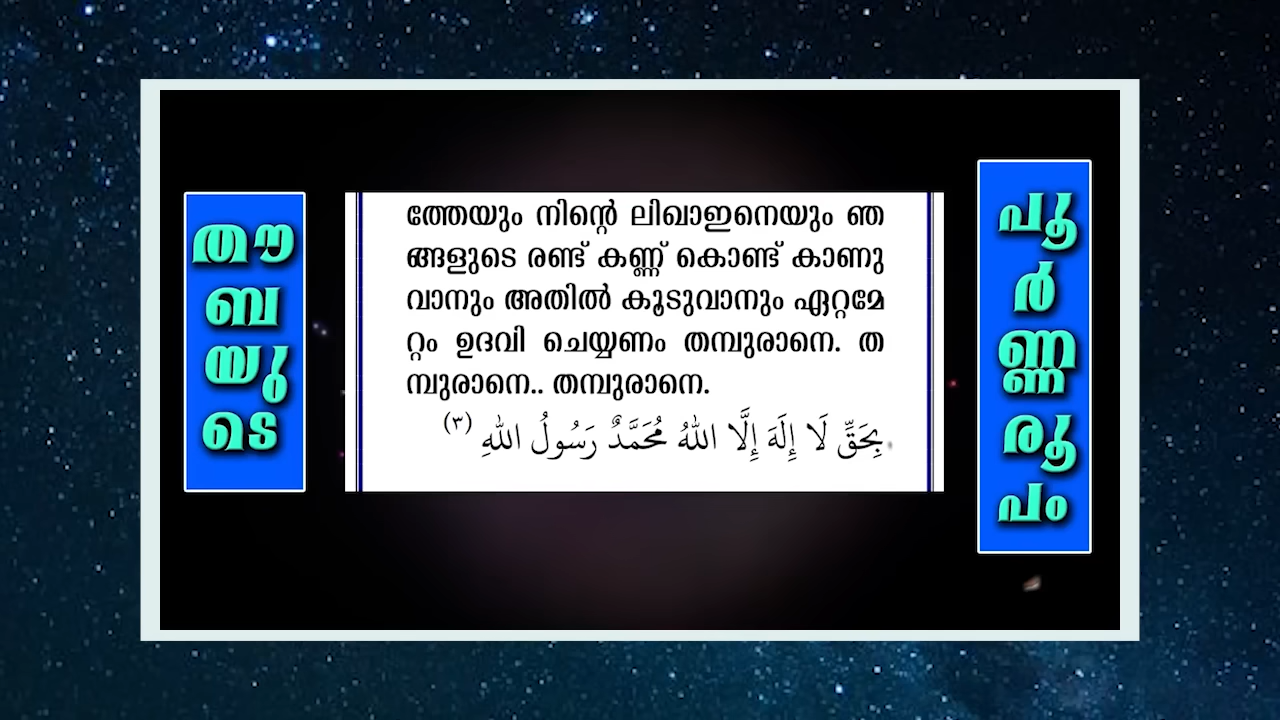 തൗ
ബ
യു
ടെ
ത്തേയും നിന്റെ ലിഖാഇനെയും ഞ
ങ്ങളുടെ രണ്ട് കണ്ണ് കൊണ്ട് കാണു
വാനും അതിൽ കൂടുവാനും ഏറ്റമേ
റ്റം ഉദവി ചെയ്യണം തമ്പുരാനെ. ത
മ്പുരാനെ.. തമ്പുരാനെ.
بِحَقِّ لَا إِلَهَ إِلَّا اللهُ مُحَمَّدٌ رَسُولُ اللهِ (٣)
പൂ
ർ
ണ്ണ
രൂ
പം